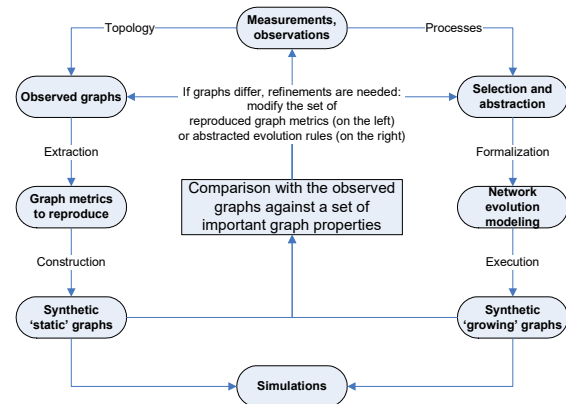 Measurements,
observations
Topology
Processes
Observed graphs
If graphs differ, refinements are needed:
modify the set of
reproduced graph metrics (on the left)
or abstracted evolution rules (on the right)
Selection and
abstraction
Extraction
Formalization
Graph metrics
to reproduce
Comparison with the observed
graphs against a set of
important graph properties
Network
evolution
modeling
Construction
Execution
Synthetic
‘static’ graphs
Synthetic
‘growing’ graphs
Simulations